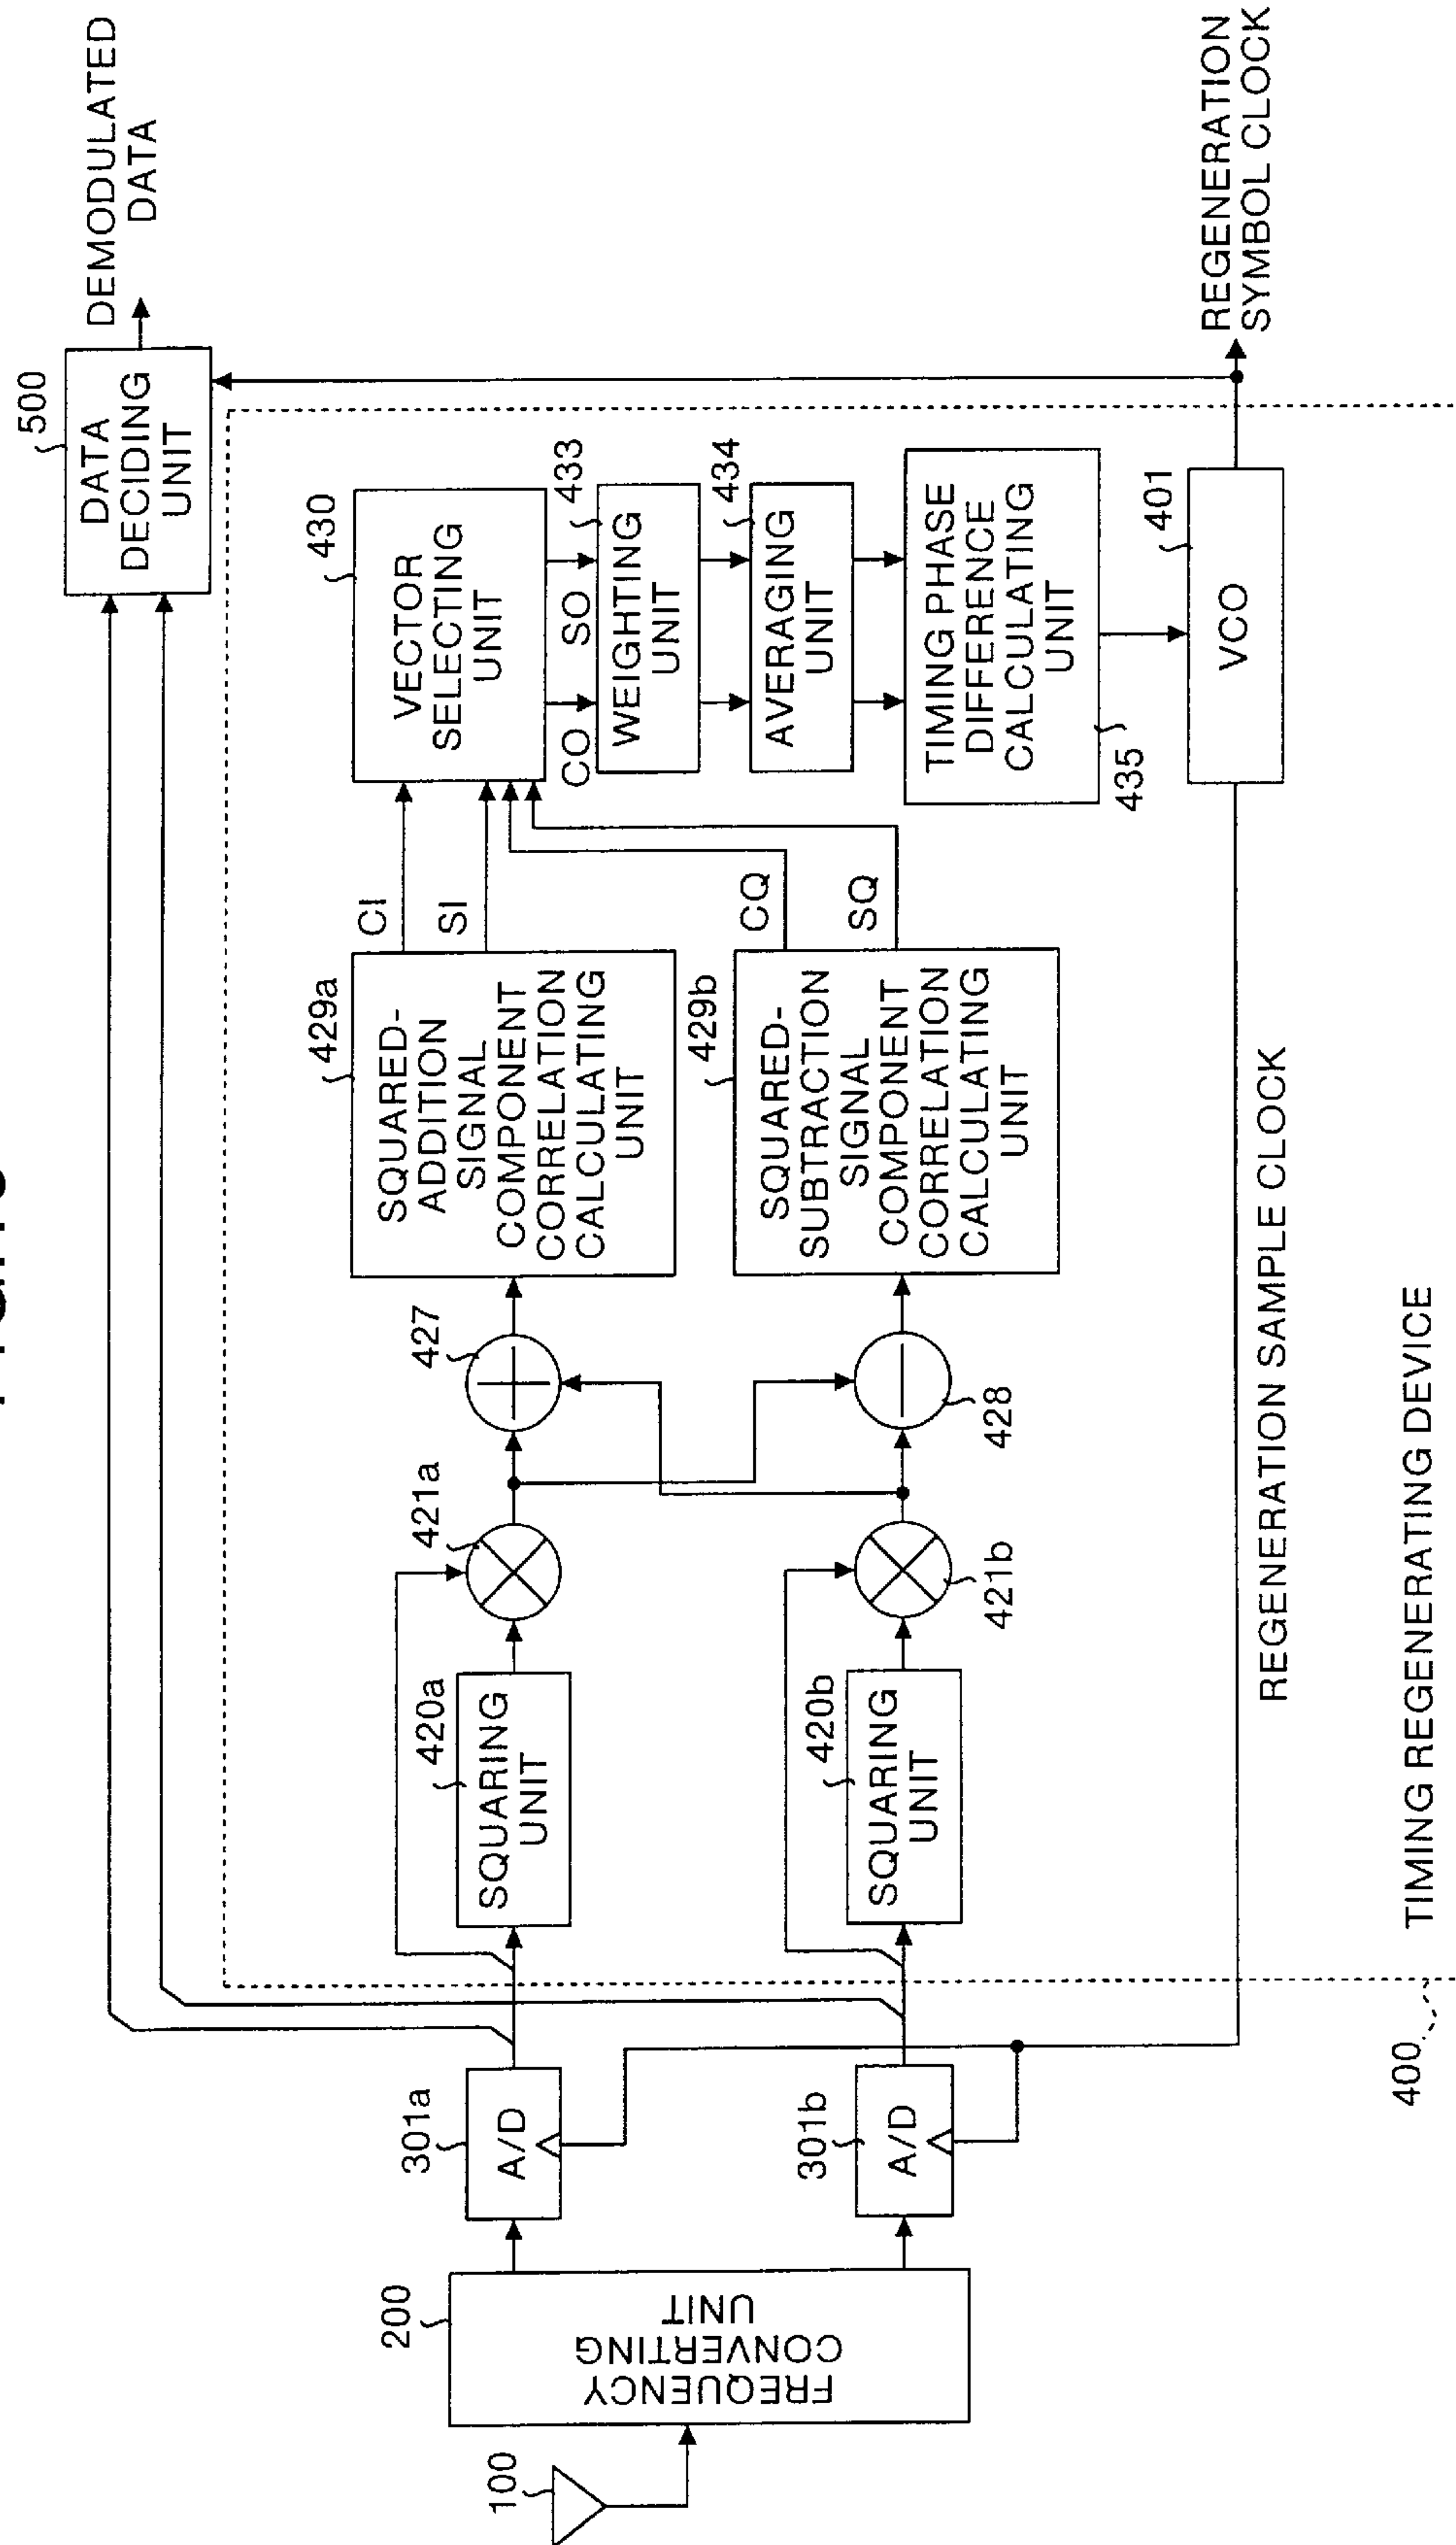 100
200
FREQUENCY
CONVERTING
UNIT
301a
A/D
301b
A/D
420a
SQUARING
UNIT
420b
SQUARING
UNIT
421a
421b
427
428
429a
SQUARED-
ADDITION
SIGNAL
COMPONENT
CORRELATION
CALCULATING
UNIT
429b
SQUARED-
SUBTRACTION
SIGNAL
COMPONENT
CORRELATION
CALCULATING
UNIT
CI
SI
CQ
SQ
430
VECTOR
SELECTING
UNIT
CO
SO
433
WEIGHTING
UNIT
434
AVERAGING
UNIT
TIMING PHASE
DIFFERENCE
CALCULATING
UNIT
435
401
VCO
500
DATA
DECIDING
UNIT
DEMODULATED
DATA
REGENERATION
SYMBOL CLOCK
REGENERATION SAMPLE CLOCK
400
TIMING REGENERATING DEVICE